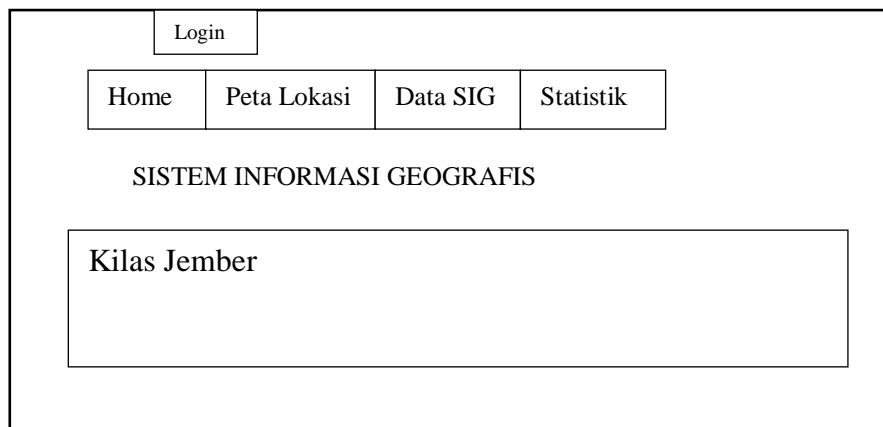 Login
Home Peta Lokasi Data SIG Statistik
SISTEM INFORMASI GEOGRAFIS
Kilas Jember